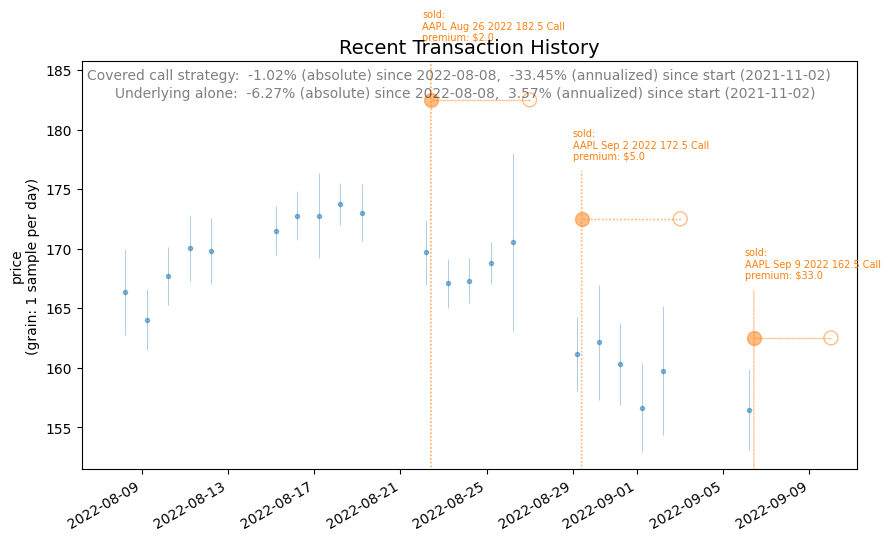 sold:
AAPL Aug 26 2022 182.5 Call
premium: $2.0
Recent Transaction History
Covered call strategy:  -1.02% (absolute) since 2022-08-08,  -33.45% (annualized) since start (2021-11-02)
Underlying alone:  -6.27% (absolute) since 2022-08-08,  3.57% (annualized) since start (2021-11-02)
sold:
AAPL Sep 2 2022 172.5 Call
premium: $5.0
sold:
AAPL Sep 9 2022 162.5 Call
premium: $33.0
185
180
175
170
165
160
155
price
(grain: 1 sample per day)
2022-08-09
2022-08-13
2022-08-17
2022-08-21
2022-08-25
2022-08-29
2022-09-01
2022-09-05
2022-09-09